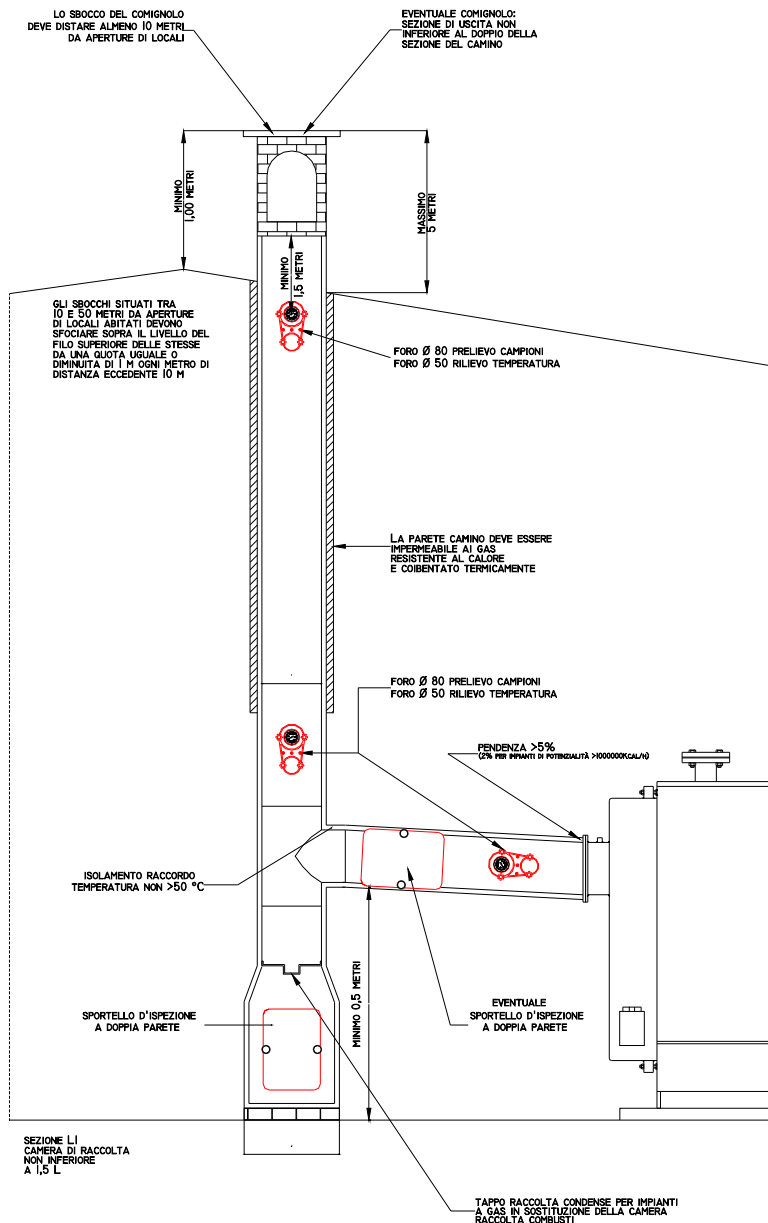 LO SBOCCO DEL COMIGNOLO
DEVE DISTARE ALMENO 10 METRI
DA APERTURE DI LOCALI
EVENTUALE COMIGNOLO:
SEZIONE DI USCITA NON
INFERIORE AL DOPPIO DELLA
SEZIONE DEL CAMINO
MINIMO
1,00 METRI
MASSIMO
5 METRI
MINIMO
1,5 METRI
GLI SBOCCHI SITUATI TRA
10 E 50 METRI DA APERTURE
DI LOCALI ABITATI DEVONO
SFOCIARE SOPRA IL LIVELLO DEL
FILO SUPERIORE DELLE STESSE
DA UNA QUOTA UGUALE O
DIMINUITA DI 1 M OGNI METRO DI
DISTANZA ECCEDENTE 10 M
FORO Ø 80 PRELIEVO CAMPIONI
FORO Ø 50 RILIEVO TEMPERATURA
LA PARETE CAMINO DEVE ESSERE
IMPERMEABILE AI GAS
RESISTENTE AL CALORE
E COIBENTATO TERMICAMENTE
FORO Ø 80 PRELIEVO CAMPIONI
FORO Ø 50 RILIEVO TEMPERATURA
PENDENZA >5%
(2% PER IMPIANTI DI POTENZIALITÀ >1000000KCAL/H)
ISOLAMENTO RACCORDO
TEMPERATURA NON >50 °C
MINIMO 0,5 METRI
SPORTELLO D'ISPEZIONE
A DOPPIA PARETE
EVENTUALE
SPORTELLO D'ISPEZIONE
A DOPPIA PARETE
SEZIONE L1
CAMERA DI RACCOLTA
NON INFERIORE
A 1,5 L
TAPPO RACCOLTA CONDENSE PER IMPIANTI
A GAS IN SOSTITUZIONE DELLA CAMERA
RACCOLTA COMBUSTI